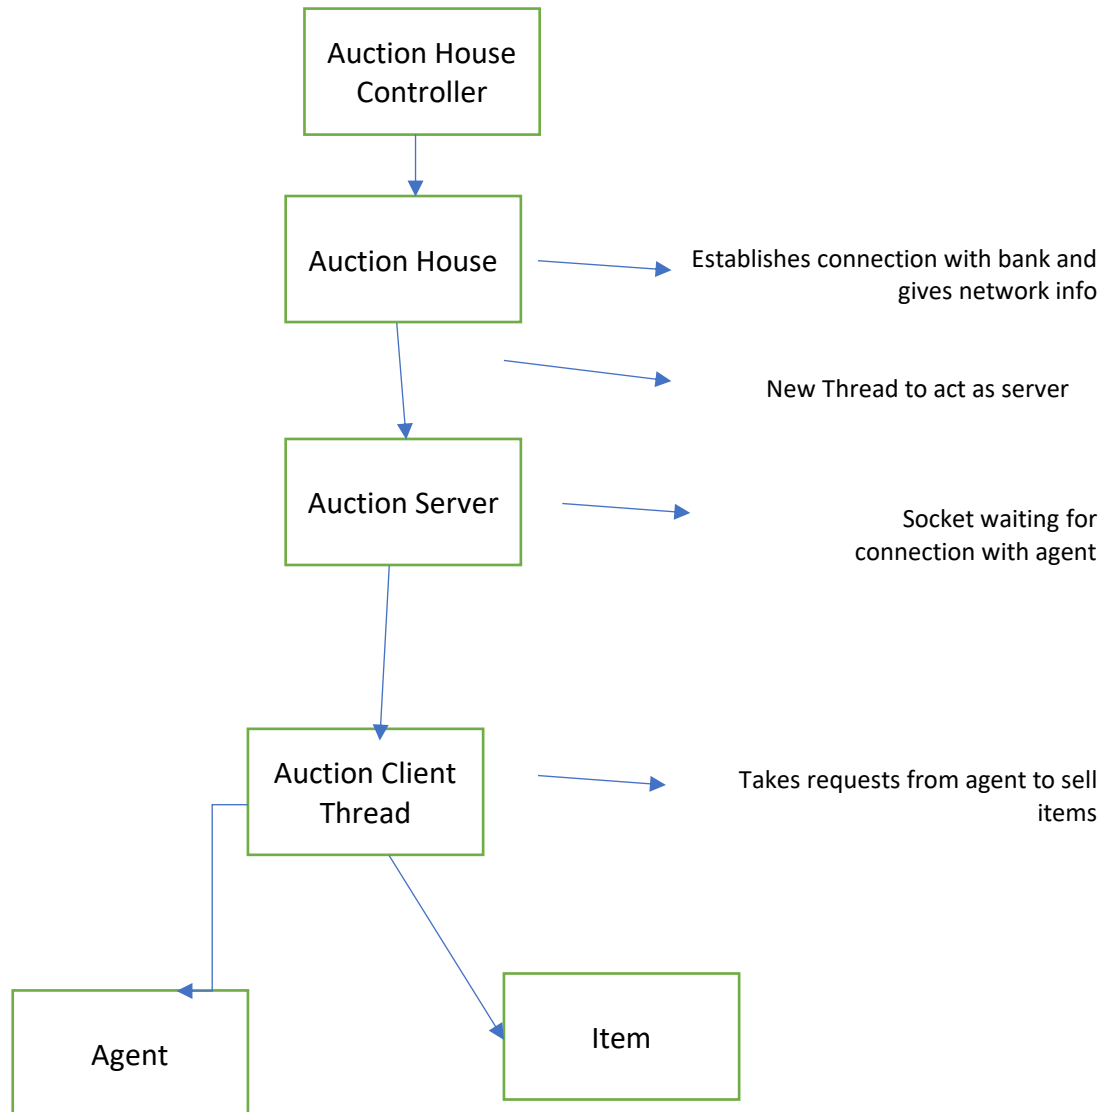 Auction House
Controller
Auction House
Establishes connection with bank and
gives network info
New Thread to act as server
Auction Server
Socket waiting for
connection with agent
Auction Client
Thread
Takes requests from agent to sell
items
Agent
Item